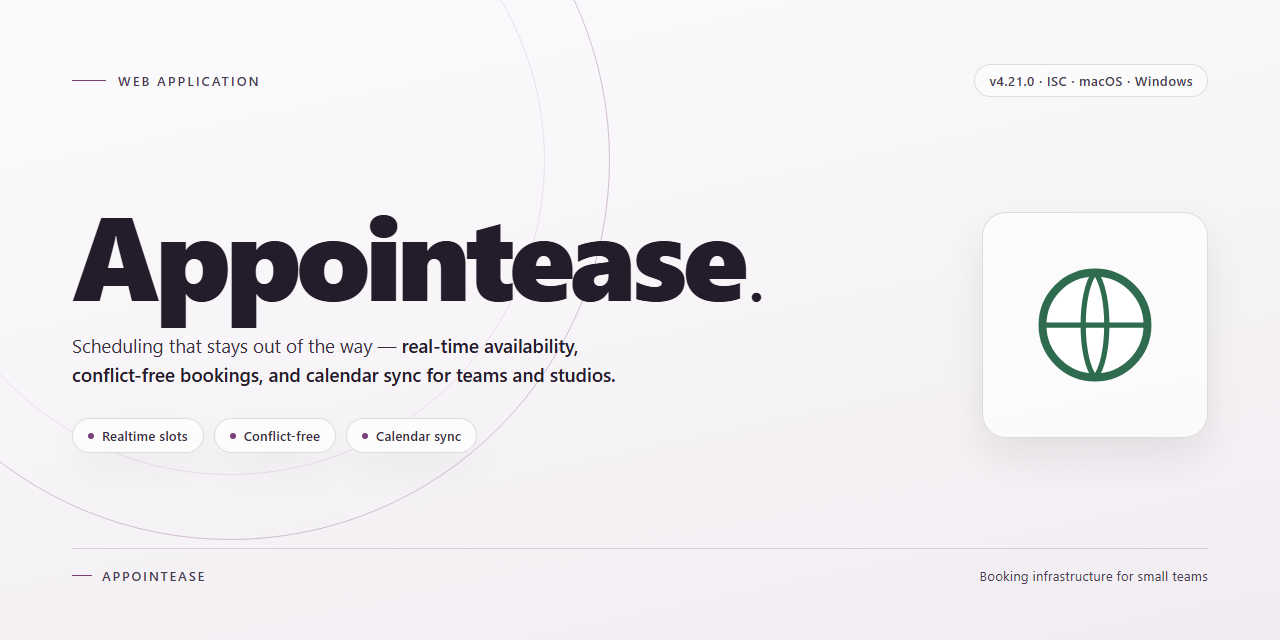 WEB APPLICATION
v4.21.0 · ISC · macOS · Windows
Appointease.
Scheduling that stays out of the way — real-time availability,
conflict-free bookings, and calendar sync for teams and studios.
Realtime slots
Conflict-free
Calendar sync
APPOINTEASE
Booking infrastructure for small teams